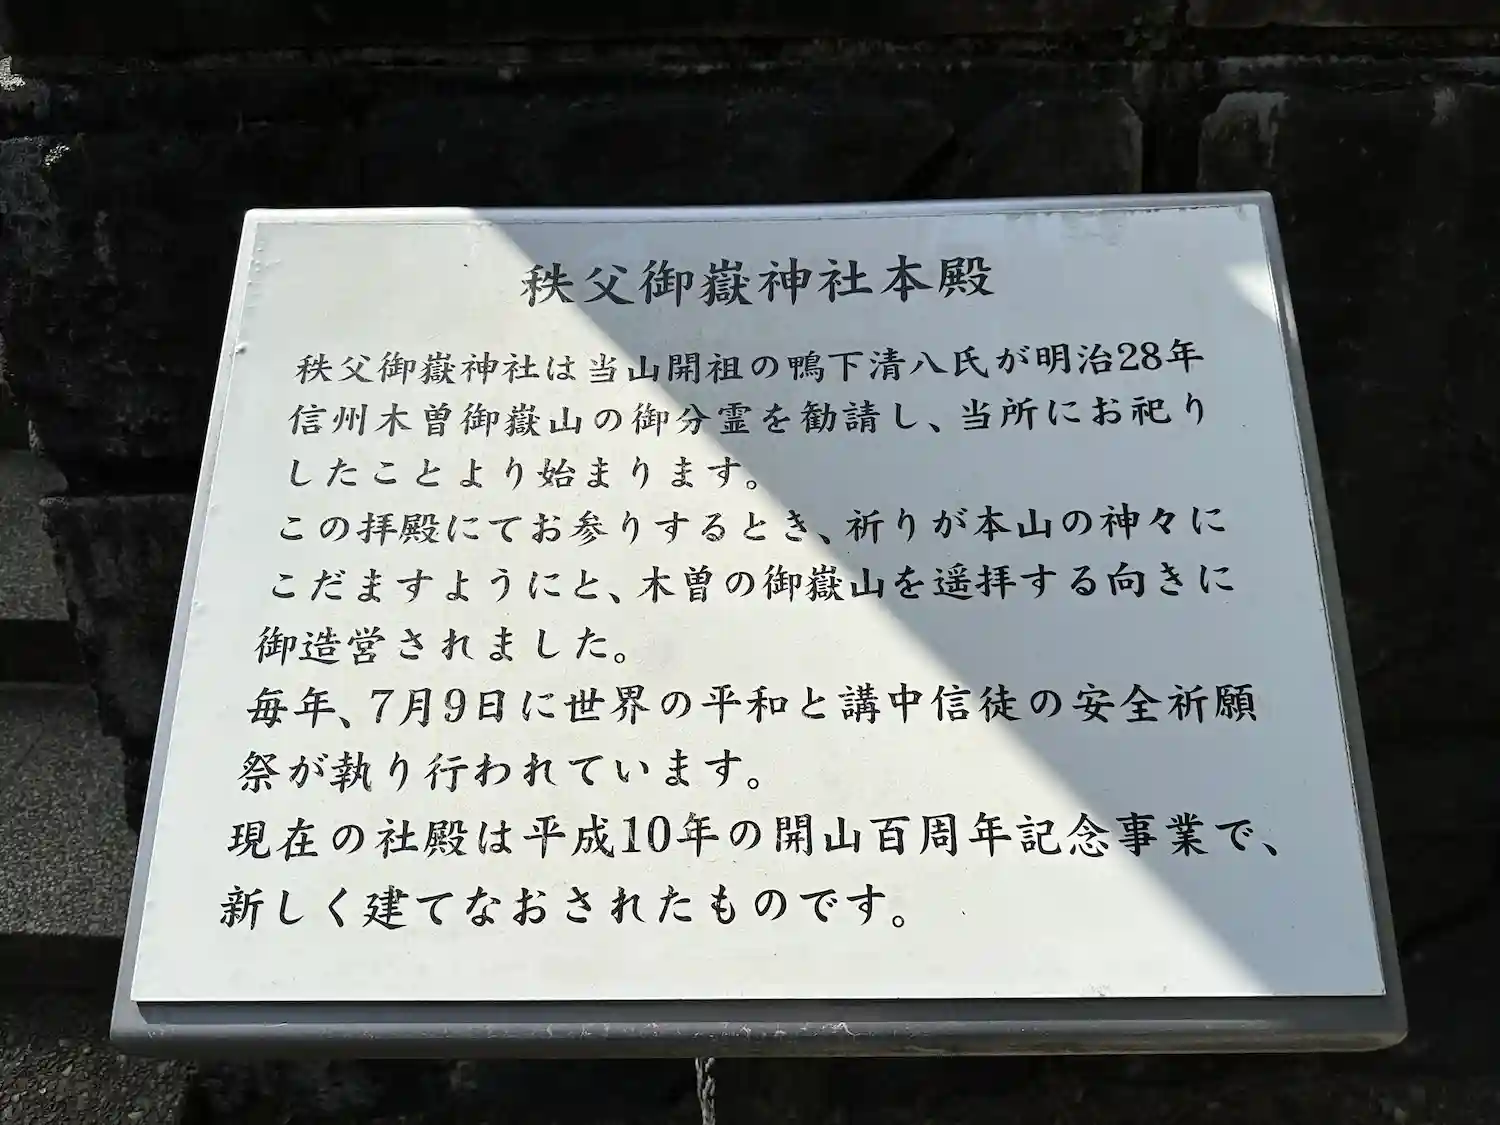 秩父御嶽神社本殿
秩父御嶽神社は当山開祖の鴨下清八氏が明治28年
信州木曽御嶽山の御分霊を勧請し、当所にお祀り
したことより始まります。
この拝殿にてお参りするとき、祈りが本山の神々に
こだますようにと、木曽の御嶽山を遥拝する向きに
御造営されました。
毎年、7月9日に世界の平和と講中信徒の安全祈願
祭が執り行われています。
現在の社殿は平成10年の開山百周年記念事業で、
新しく建てなおされたものです。